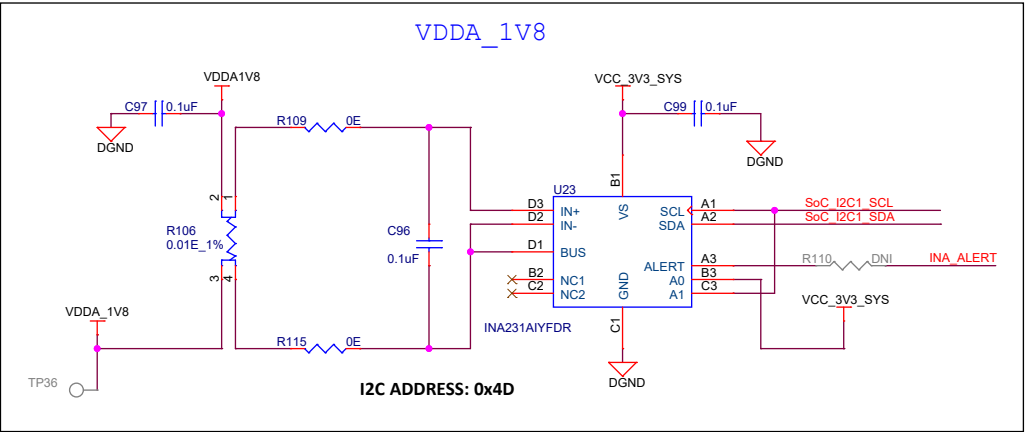 VDDA_1V8
VDDA1V8
VCC_3V3_SYS
C97 0.1uF
C99 0.1uF
DGND
R109 0E
DGND
2 1
B1
U23
D3 IN+ VS SCL A1 SoC_I2C1_SCL
D2 IN- SDA A2 SoC_I2C1_SDA
R106
0.01E_1%
C96
0.1uF
D1 BUS
ALERT A3 R110 DNI INA_ALERT
B2 NC1 GND A0 B3
C2 NC2 A1 C3
3 4
VCC_3V3_SYS
VDDA_1V8
C1
INA231AIYFDR
R115 0E
TP36
DGND
I2C ADDRESS: 0x4D